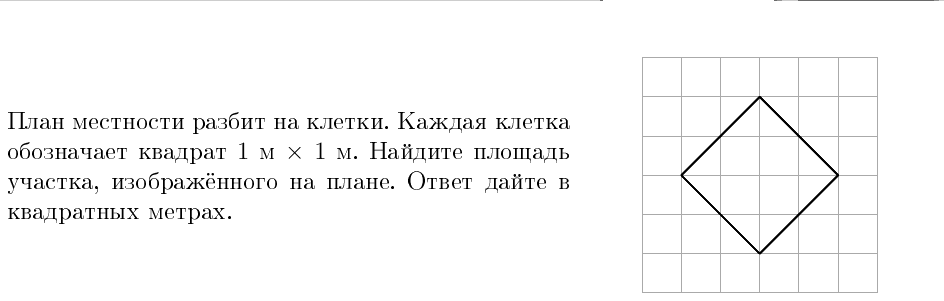 План местности разбит на клетки. Каждая клетка
обозначает квадрат 1 м × 1 м. Найдите площадь
участка, изображённого на плане. Ответ дайте в
квадратных метрах.